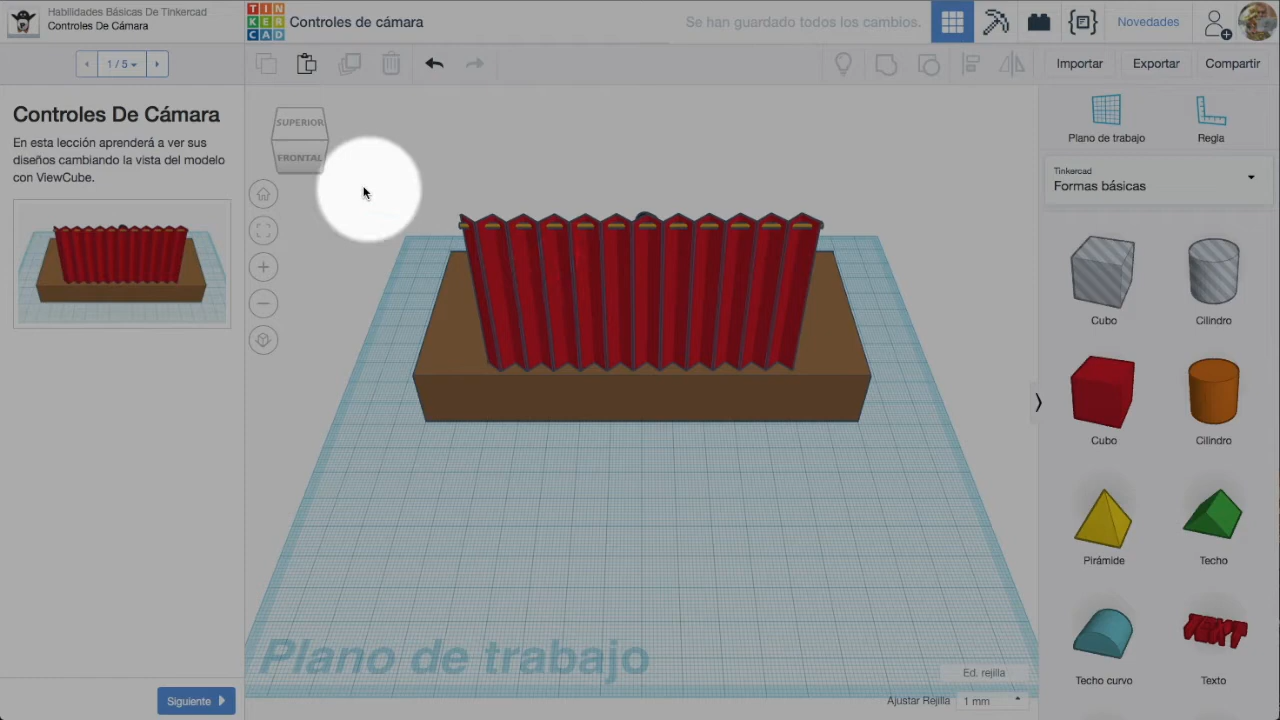 Habilidades Básicas De Tinkercad
Controles De Cámara
TIN
KER
CAD
Controles de cámara
Se han guardado todos los cambios.
Novedades
1 / 5
Importar
Exportar
Compartir
Controles De Cámara
En esta lección aprenderá a ver sus
diseños cambiando la vista del modelo
con ViewCube.
SUPERIOR
FRONTAL
Plano de trabajo
Regla
Tinkercad
Formas básicas
Cubo
Cilindro
Cubo
Cilindro
Pirámide
Techo
TEXT
Techo curvo
Texto
Plano de trabajo
Ed. rejilla
Ajustar Rejilla
1 mm
Siguiente